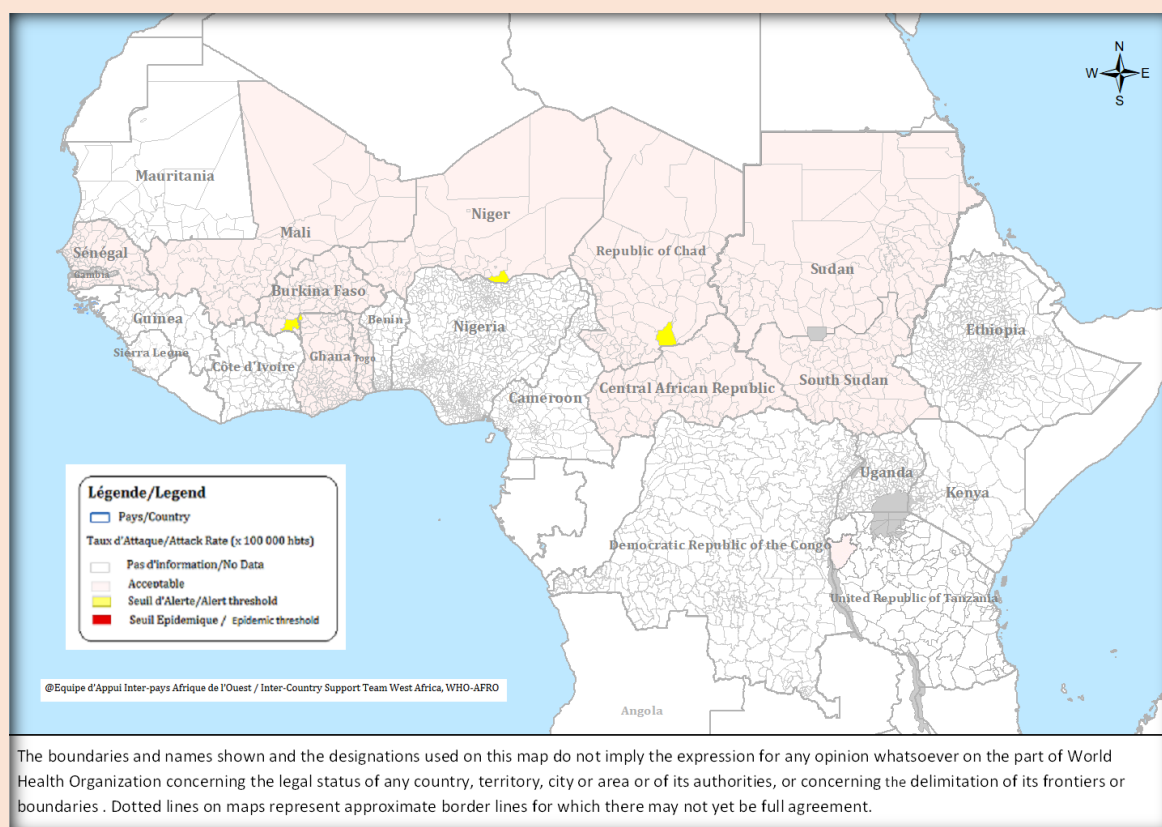 N
W E
S
Mauritania
Mali
Niger
Republic of Chad
Sudan
Sénégal
Gambia
Burkina Faso
Guinea
Benin
Nigeria
Ethiopia
Sierra Leone
Côte d'Ivoire
Ghana
Togo
Central African Republic
South Sudan
Cameroon
Uganda
Kenya
Democratic Republic of the Congo
United Republic of Tanzania
Angola
Légende/Legend
Pays/Country
Taux d'Attaque/Attack Rate (x 100 000 hbts)
Pas d'information/No Data
Acceptable
Seuil d'Alerte/Alert threshold
Seuil Epidemique / Epidemic threshold
@Equipe d'Appui Inter-pays Afrique de l'Ouest / Inter-Country Support Team West Africa, WHO-AFRO
The boundaries and names shown and the designations used on this map do not imply the expression for any opinion whatsoever on the part of World
Health Organization concerning the legal status of any country, territory, city or area or of its authorities, or concerning the delimitation of its frontiers or
boundaries . Dotted lines on maps represent approximate border lines for which there may not yet be full agreement.